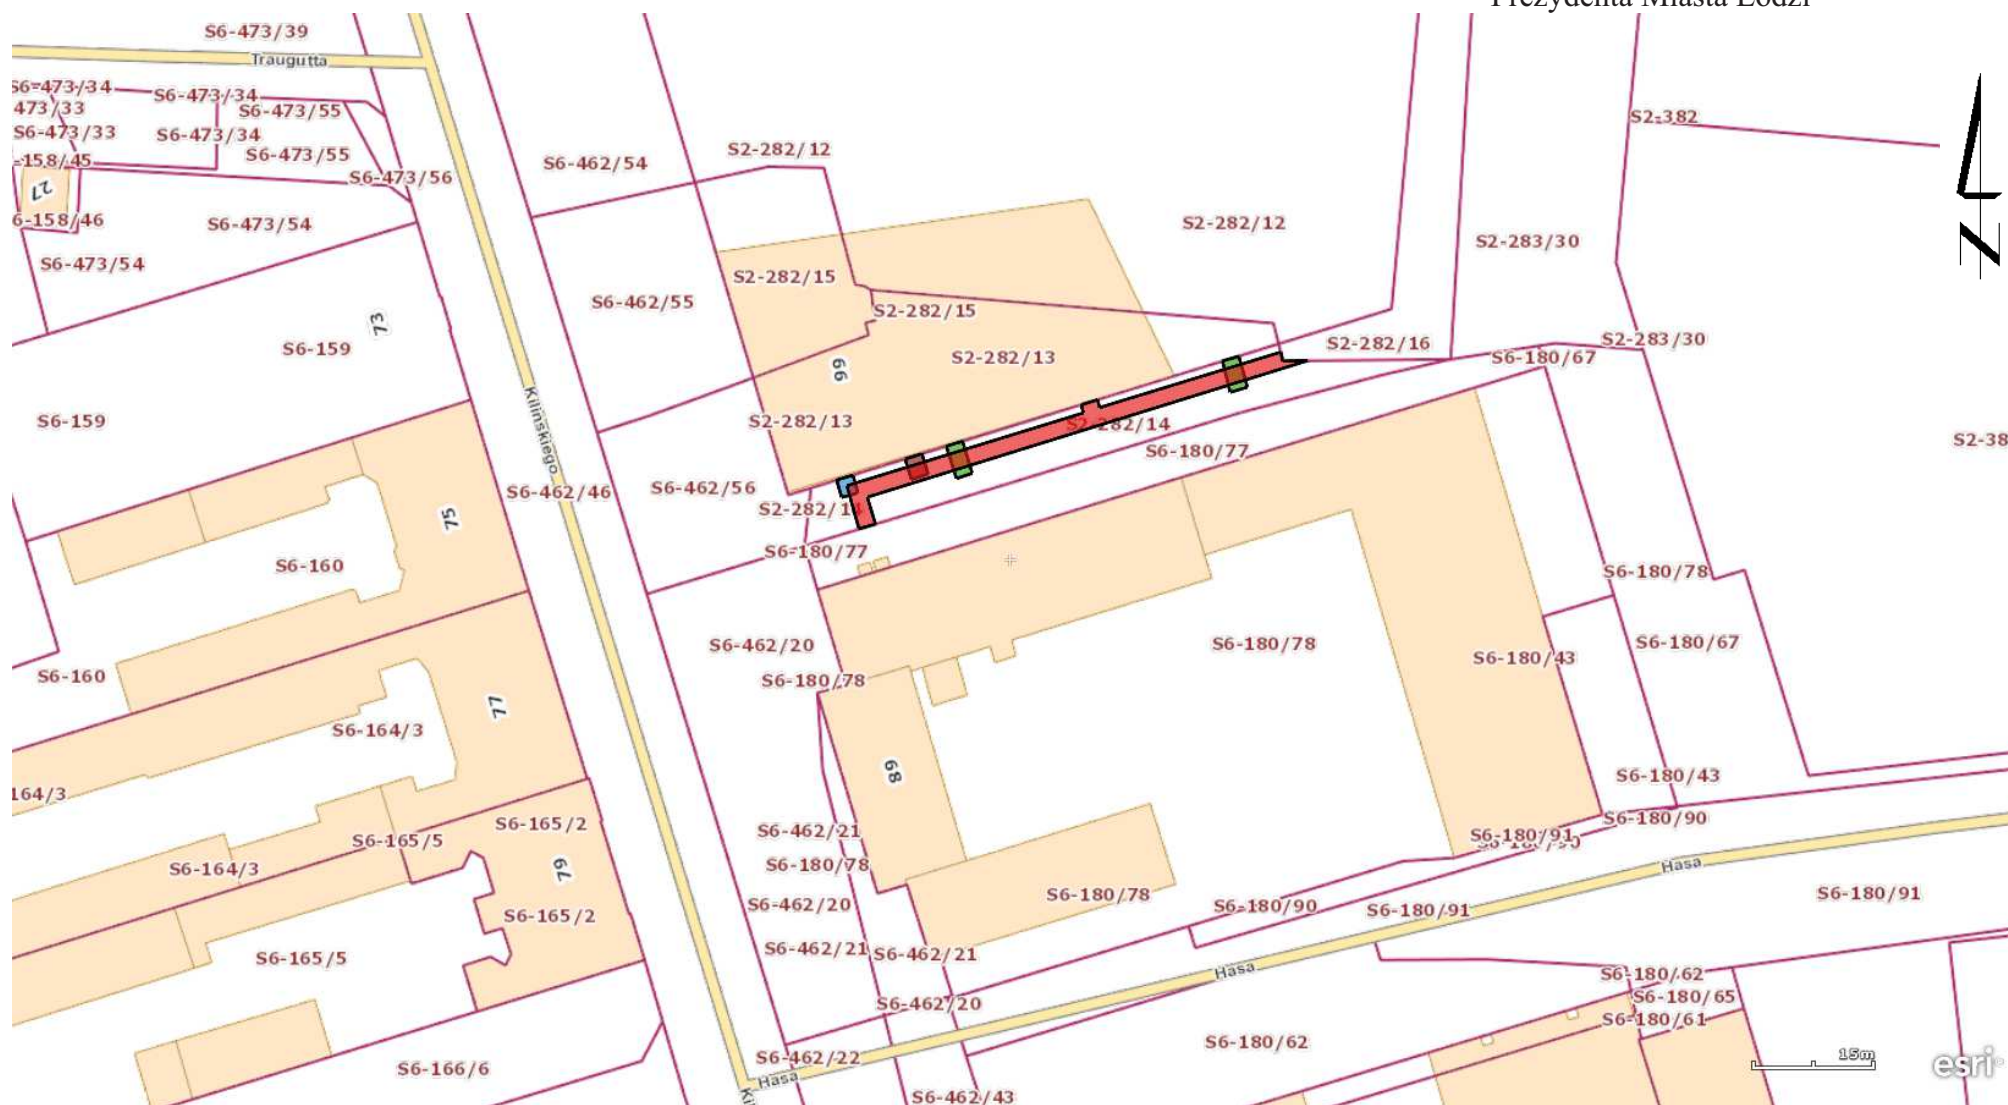 Prezydenta Miasta Łodzi
S6-473/39
Traugutta
S6-473/34
S6-473/34
473/33
S6-473/55
S6-473/33
S6-473/34
S6-473/55
-158/45
S6-473/56
27
6-158/46
S6-473/54
S6-473/54
S6-462/54
S2-282/12
S2-382
S2-282/12
S2-283/30
N
S2-282/15
S6-462/55
S2-282/15
73
S6-159
S2-282/13
S2-282/16
S2-283/30
S6-180/67
66
S6-159
S2-282/13
S2-282/14
S2-38
Kilinskiego
S6-180/77
S6-462/46
S6-462/56
S2-282/14
75
S6-180/77
S6-160
S6-180/78
S6-462/20
S6-180/78
S6-180/67
S6-180/43
S6-160
S6-180/78
77
S6-164/3
68
S6-180/43
164/3
S6-165/2
S6-462/21
S6-180/90
S6-180/91
S6-165/5
S6-164/3
79
S6-180/78
Hasa
S6-180/78
S6-180/91
S6-462/20
S6-180/90
S6-180/91
S6-165/2
S6-462/21
S6-462/21
S6-165/5
Hasa
S6-180/62
S6-180/65
S6-462/20
S6-180/61
S6-180/62
S6-462/22
15m
esri
S6-166/6
Hasa
Ki
S6-462/43